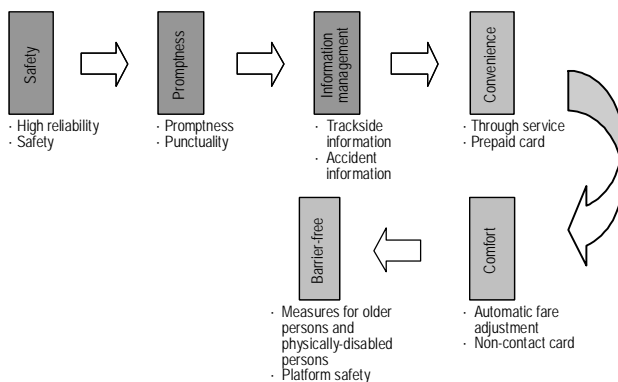 Safety
· High reliability
· Safety
Promptness
· Promptness
· Punctuality
Information
management
· Trackside
information
· Accident
information
Convenience
· Through service
· Prepaid card
Comfort
· Automatic fare
adjustment
· Non-contact card
Barrier-free
· Measures for older
persons and
physically-disabled
persons
· Platform safety